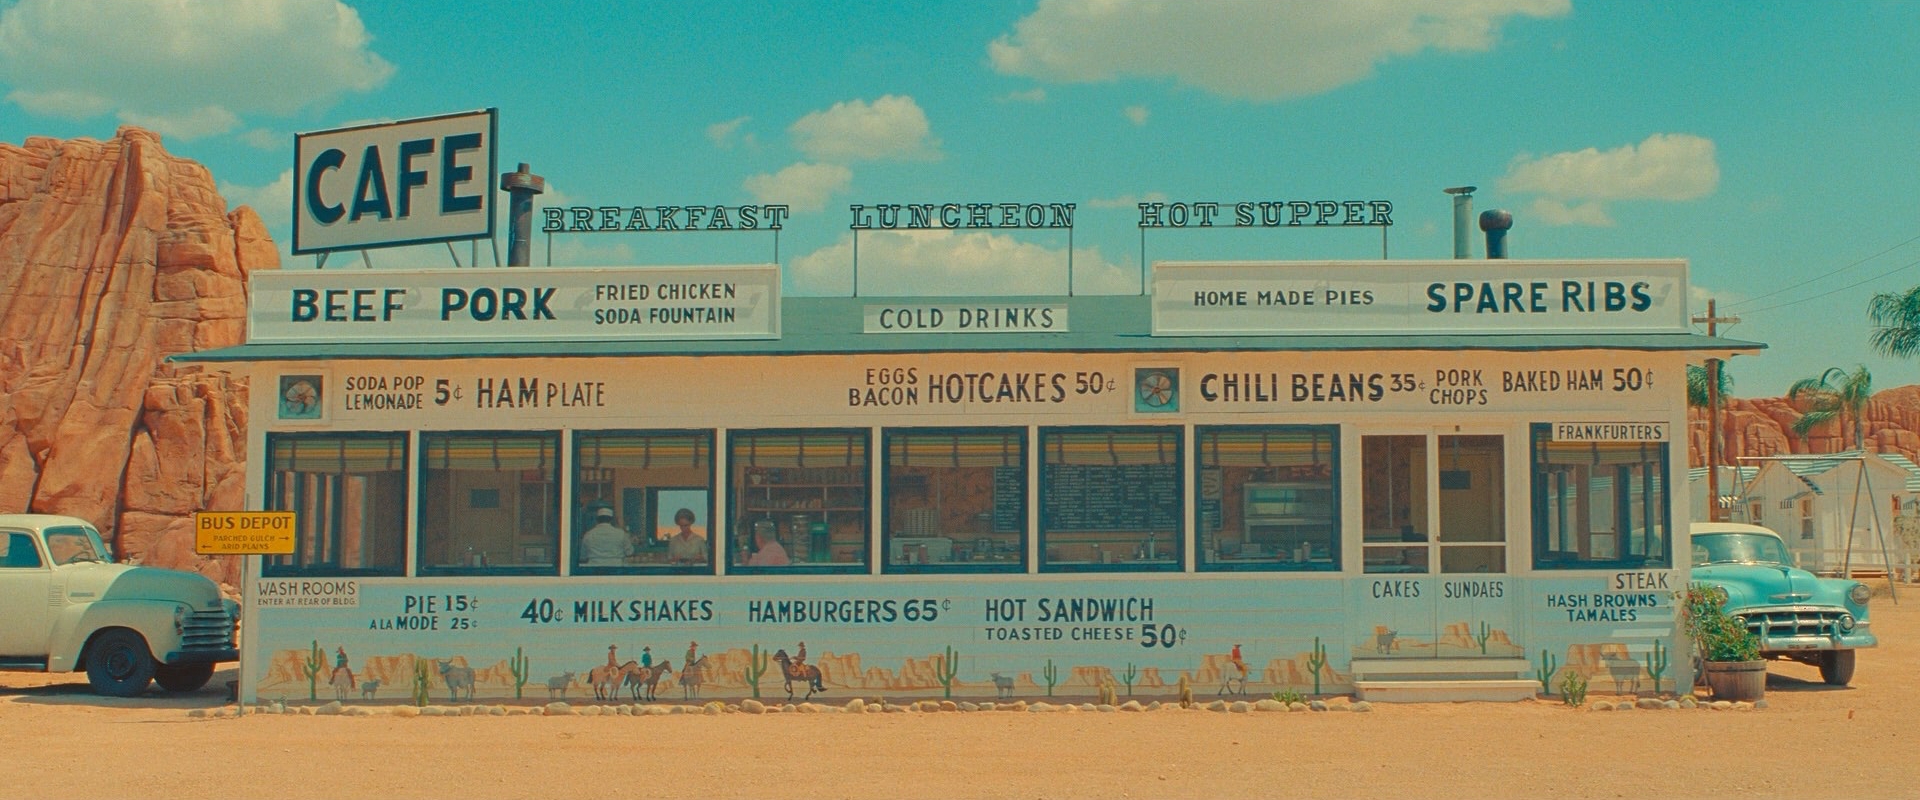 CAFE
BREAKFAST
LUNCHEON
HOT SUPPER
BEEF PORK
FRIED CHICKEN
SODA FOUNTAIN
COLD DRINKS
HOME MADE PIES
SPARE RIBS
SODA POP
LEMONADE
5¢
HAM PLATE
EGGS
BACON
HOTCAKES 50¢
CHILI BEANS 35¢
PORK
CHOPS
BAKED HAM 50¢
FRANKFURTERS
BUS DEPOT
PARCHED GULCH →
← ARID PLAINS
WASH ROOMS
ENTER AT REAR OF BLDG.
PIE 15¢
A LA MODE 25¢
40¢ MILK SHAKES
HAMBURGERS 65¢
HOT SANDWICH
TOASTED CHEESE 50¢
CAKES
SUNDAES
STEAK
HASH BROWNS
TAMALES